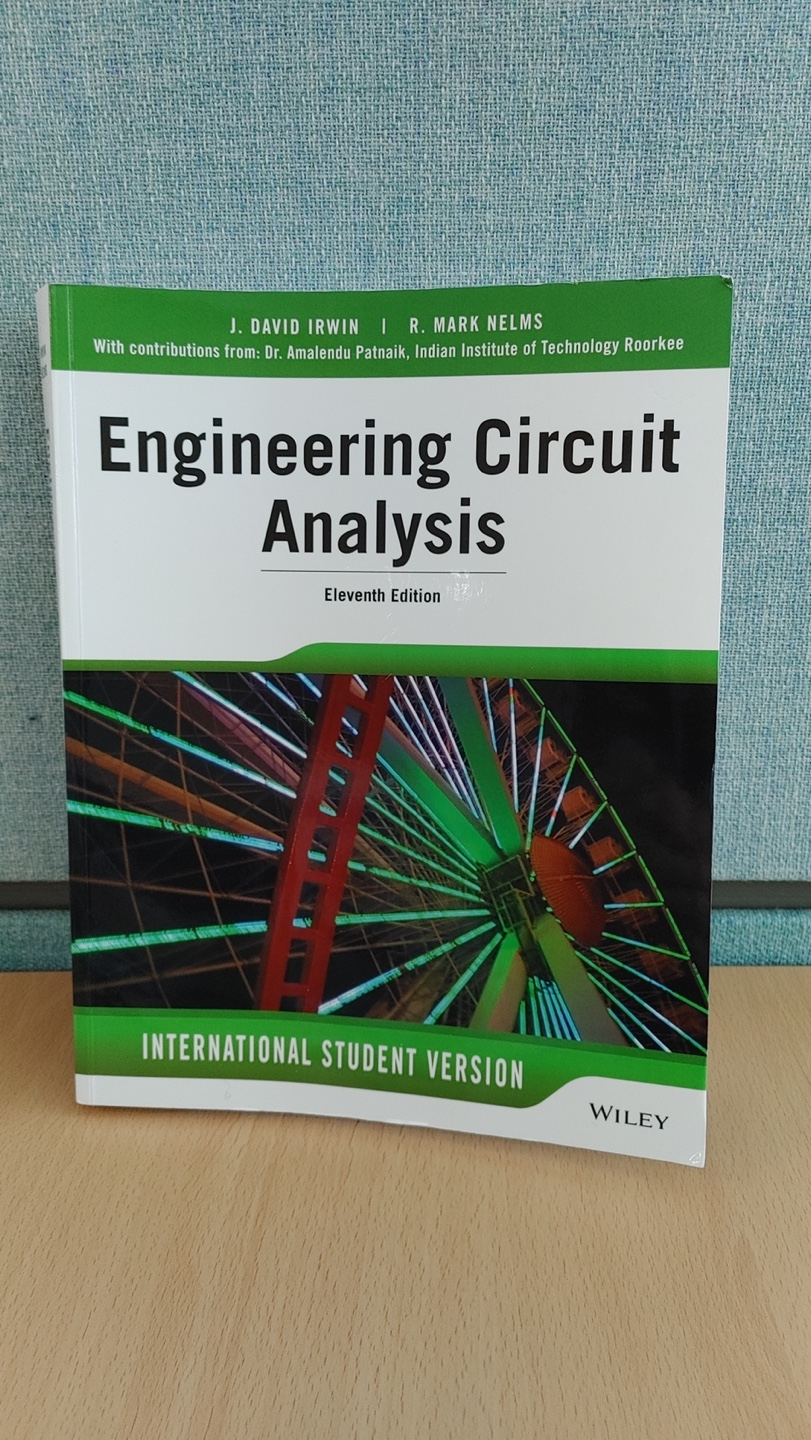 J. DAVID IRWIN | R. MARK NELMS
With contributions from: Dr. Amalendu Patnaik, Indian Institute of Technology Roorkee
Engineering Circuit
Analysis
Eleventh Edition
INTERNATIONAL STUDENT VERSION
WILEY